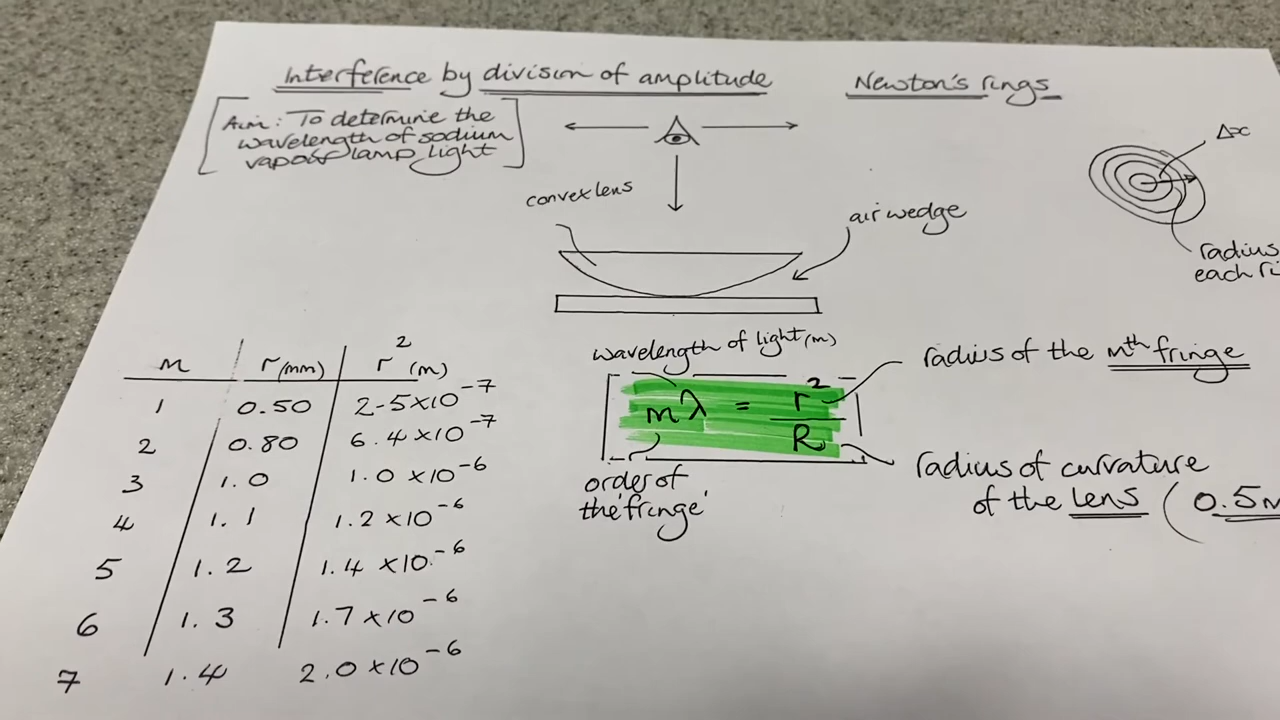 Interference by division of amplitude
Newton's rings
[Aim: To determine the
wavelength of sodium
vapour lamp light]
Δx
convex lens
air wedge
radius
each ri
wavelength of light (m)
mλ = r²/R
radius of the mth fringe
order of
the 'fringe'
radius of curvature
of the lens (0.5m
m r(mm) r² (m)
1 0.50 2.5×10⁻⁷
2 0.80 6.4×10⁻⁷
3 1.0 1.0×10⁻⁶
4 1.1 1.2×10⁻⁶
5 1.2 1.4×10⁻⁶
6 1.3 1.7×10⁻⁶
7 1.4 2.0×10⁻⁶